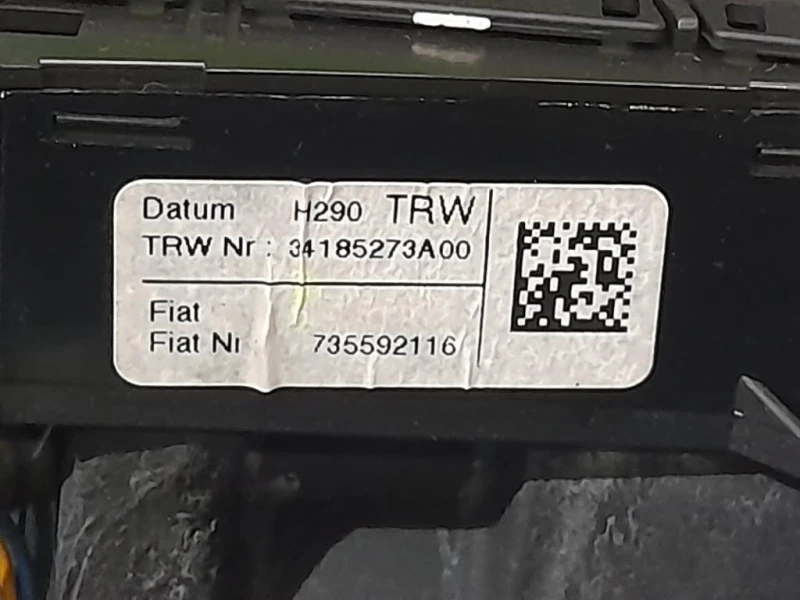 Datum H290 TRW
TRW Nr : 34185273A00
Fiat
Fiat Nr 735592116